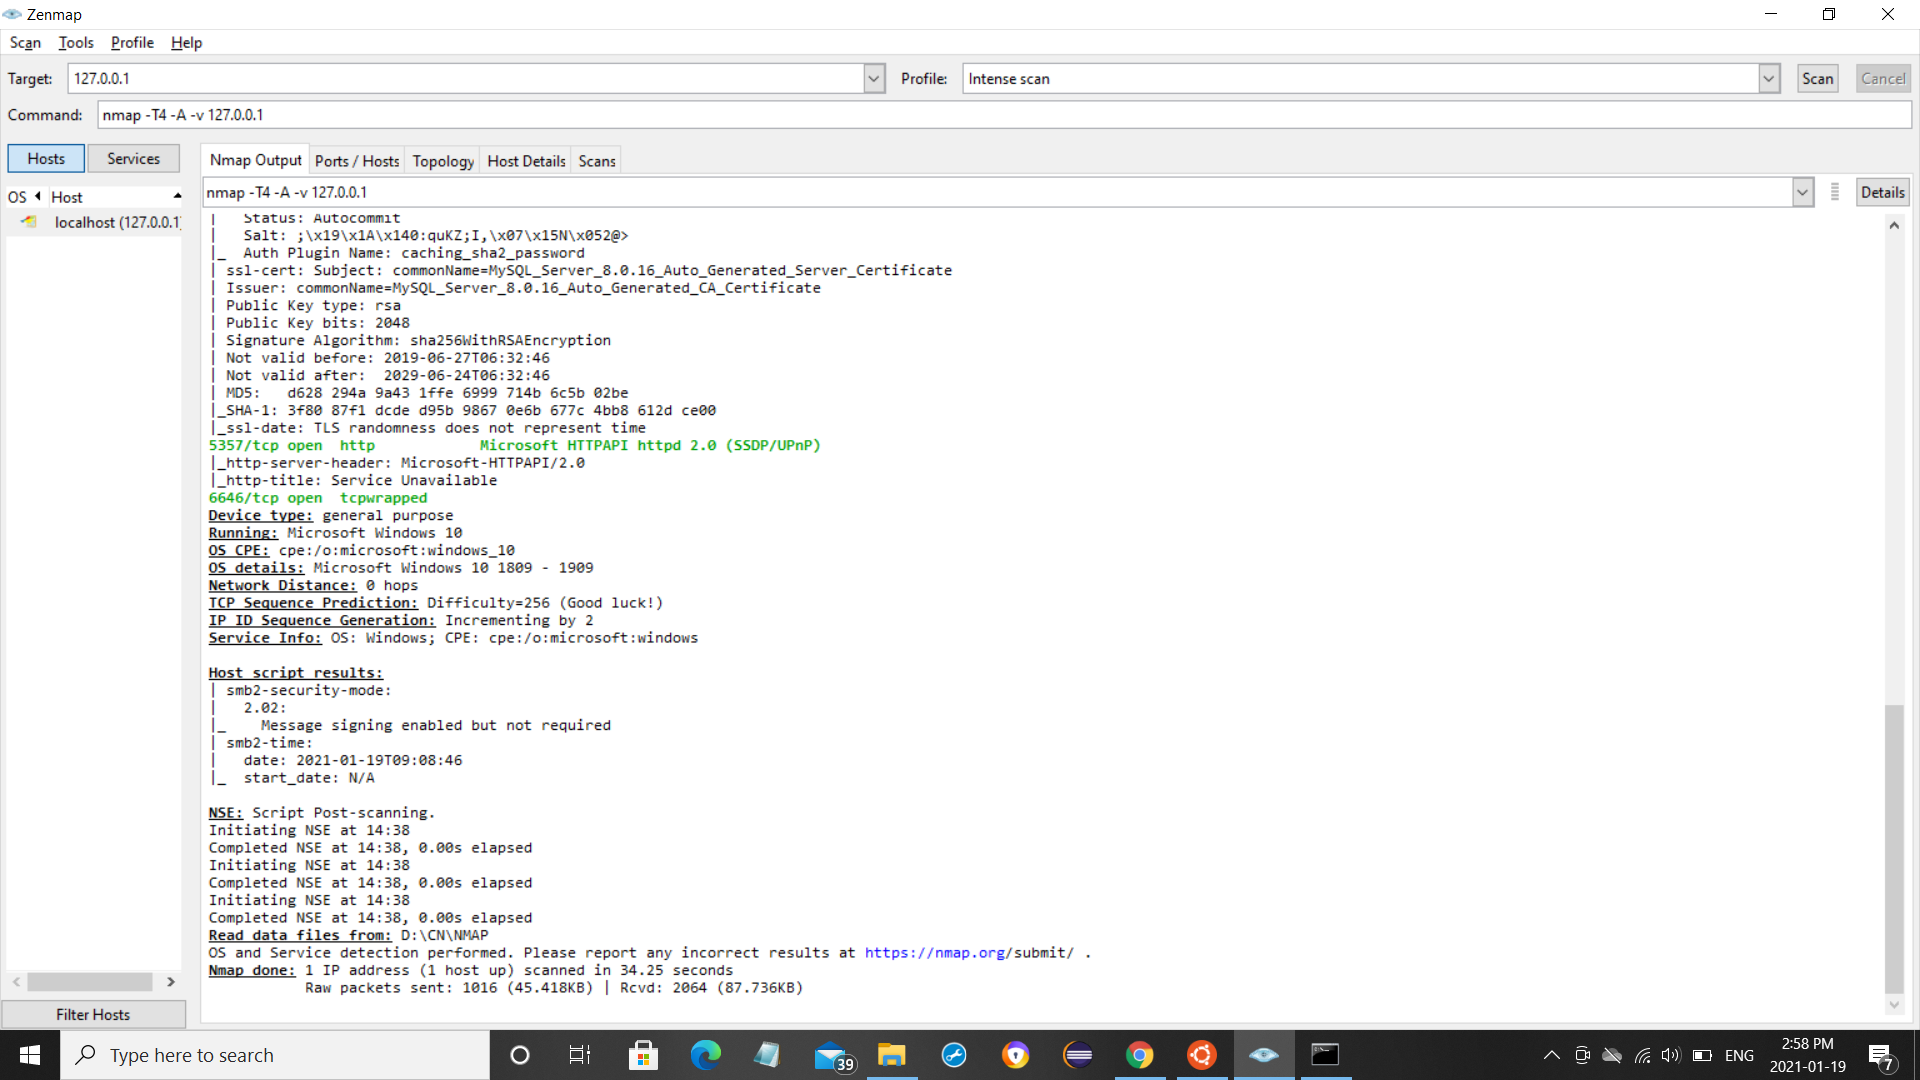 Zenmap
Scan Tools Profile Help
Target: 127.0.0.1 Profile: Intense scan Scan Cancel
Command: nmap -T4 -A -v 127.0.0.1
Hosts Services
OS Host
localhost (127.0.0.1)
Nmap Output Ports / Hosts Topology Host Details Scans
nmap -T4 -A -v 127.0.0.1 Details
|   Status: Autocommit
|   Salt: ;\x19\x1A\x140:quKZ;I,\x07\x15N\x052@>
|_  Auth Plugin Name: caching_sha2_password
| ssl-cert: Subject: commonName=MySQL_Server_8.0.16_Auto_Generated_Server_Certificate
| Issuer: commonName=MySQL_Server_8.0.16_Auto_Generated_CA_Certificate
| Public Key type: rsa
| Public Key bits: 2048
| Signature Algorithm: sha256WithRSAEncryption
| Not valid before: 2019-06-27T06:32:46
| Not valid after:  2029-06-24T06:32:46
| MD5:   d628 294a 9a43 1ffe 6999 714b 6c5b 02be
|_SHA-1: 3f80 87f1 dcde d95b 9867 0e6b 677c 4bb8 612d ce00
|_ssl-date: TLS randomness does not represent time
5357/tcp open  http            Microsoft HTTPAPI httpd 2.0 (SSDP/UPnP)
|_http-server-header: Microsoft-HTTPAPI/2.0
|_http-title: Service Unavailable
6646/tcp open  tcpwrapped
Device type: general purpose
Running: Microsoft Windows 10
OS CPE: cpe:/o:microsoft:windows_10
OS details: Microsoft Windows 10 1809 - 1909
Network Distance: 0 hops
TCP Sequence Prediction: Difficulty=256 (Good luck!)
IP ID Sequence Generation: Incrementing by 2
Service Info: OS: Windows; CPE: cpe:/o:microsoft:windows
Host script results:
| smb2-security-mode:
|   2.02:
|_    Message signing enabled but not required
| smb2-time:
|   date: 2021-01-19T09:08:46
|_  start_date: N/A
NSE: Script Post-scanning.
Initiating NSE at 14:38
Completed NSE at 14:38, 0.00s elapsed
Initiating NSE at 14:38
Completed NSE at 14:38, 0.00s elapsed
Initiating NSE at 14:38
Completed NSE at 14:38, 0.00s elapsed
Read data files from: D:\CN\NMAP
OS and Service detection performed. Please report any incorrect results at https://nmap.org/submit/ .
Nmap done: 1 IP address (1 host up) scanned in 34.25 seconds
Raw packets sent: 1016 (45.418KB) | Rcvd: 2064 (87.736KB)
Filter Hosts
Type here to search
39
ENG
2:58 PM
2021-01-19
7